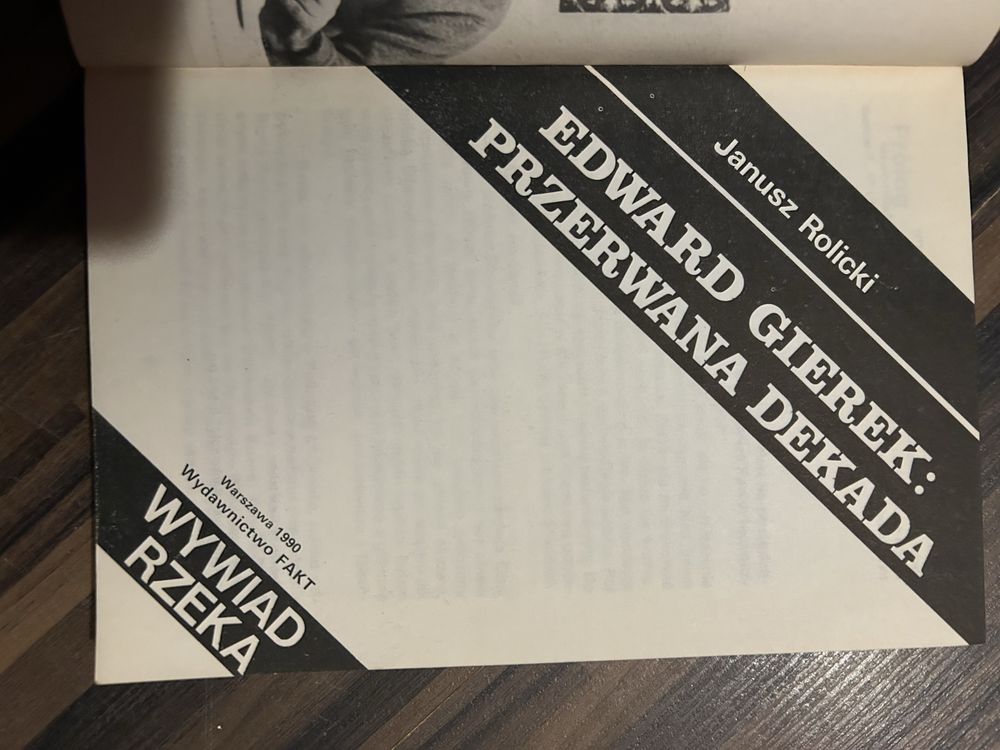 Janusz Rolicki
EDWARD GIEREK:
PRZERWANA DEKADA
Warszawa 1990
Wydawnictwo FAKT
WYWIAD
RZEKA